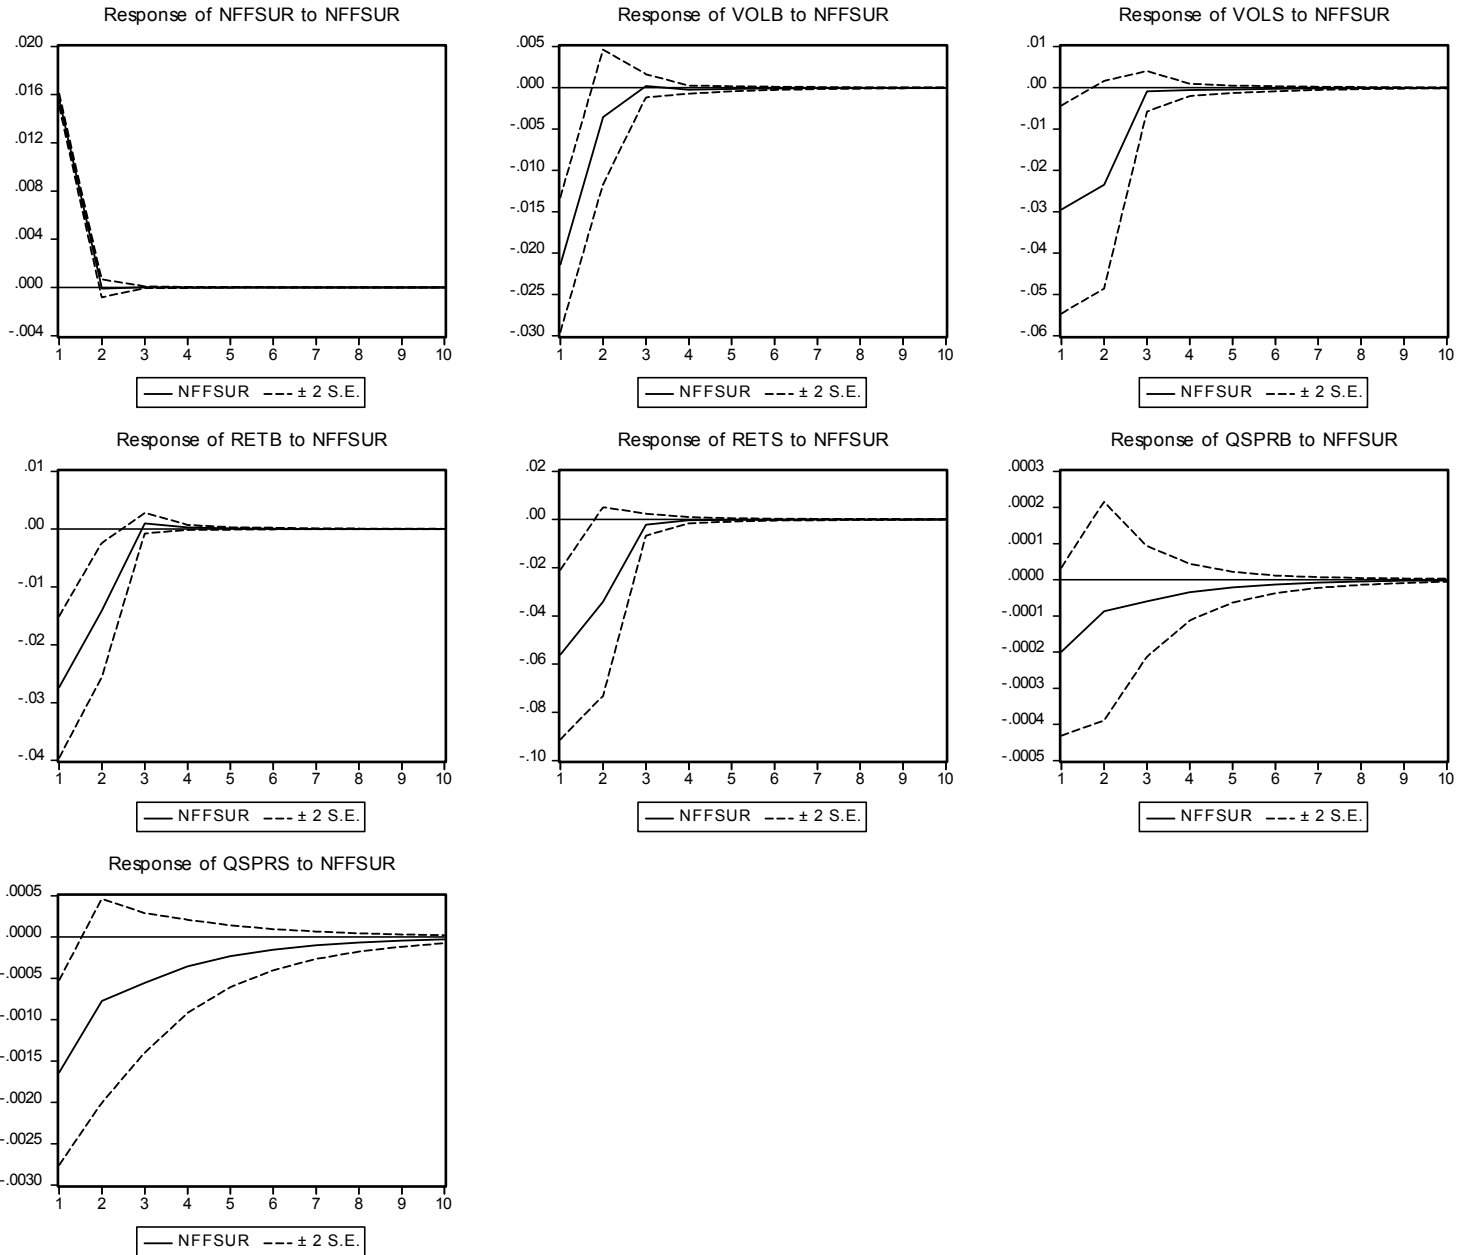 Response of NFFSUR to NFFSUR
.020
.016
.012
.008
.004
.000
-.004
1 2 3 4 5 6 7 8 9 10
NFFSUR ± 2 S.E.
Response of VOLB to NFFSUR
.005
.000
-.005
-.010
-.015
-.020
-.025
-.030
1 2 3 4 5 6 7 8 9 10
NFFSUR ± 2 S.E.
Response of VOLS to NFFSUR
.01
.00
-.01
-.02
-.03
-.04
-.05
-.06
1 2 3 4 5 6 7 8 9 10
NFFSUR ± 2 S.E.
Response of RETB to NFFSUR
.01
.00
-.01
-.02
-.03
-.04
1 2 3 4 5 6 7 8 9 10
NFFSUR ± 2 S.E.
Response of RETS to NFFSUR
.02
.00
-.02
-.04
-.06
-.08
-.10
1 2 3 4 5 6 7 8 9 10
NFFSUR ± 2 S.E.
Response of QSPRB to NFFSUR
.0003
.0002
.0001
.0000
-.0001
-.0002
-.0003
-.0004
-.0005
1 2 3 4 5 6 7 8 9 10
NFFSUR ± 2 S.E.
Response of QSPRS to NFFSUR
.0005
.0000
-.0005
-.0010
-.0015
-.0020
-.0025
-.0030
1 2 3 4 5 6 7 8 9 10
NFFSUR ± 2 S.E.